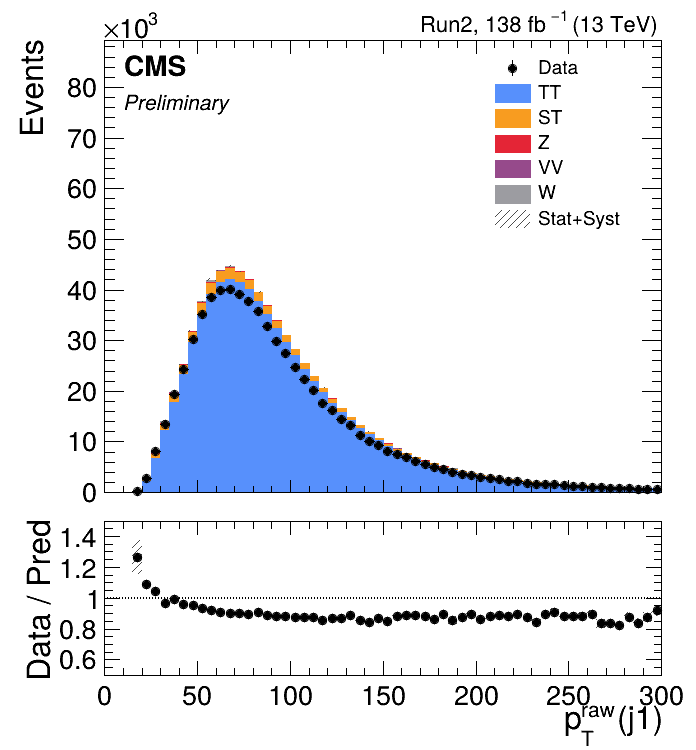 ×10³
Run2, 138 fb⁻¹ (13 TeV)
CMS
Preliminary
Events
80
70
60
50
40
30
20
10
0
Data
TT
ST
Z
VV
W
Stat+Syst
Data / Pred
1.4
1.2
1
0.8
0.6
0 50 100 150 200 250 300
p_T^raw(j1)